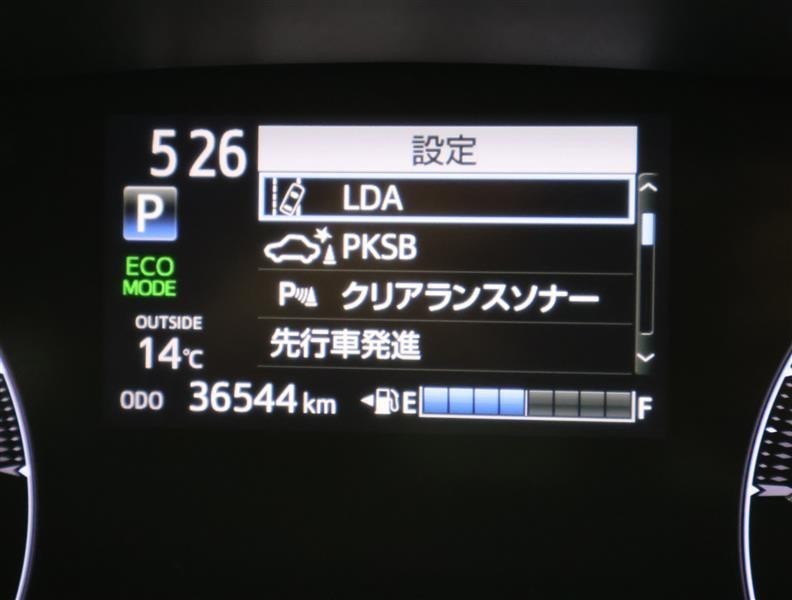 5 26
設定
P
LDA
PKSB
P クリアランスソナー
先行車発進
ECO
MODE
OUTSIDE
14℃
ODO 36544 km
E F